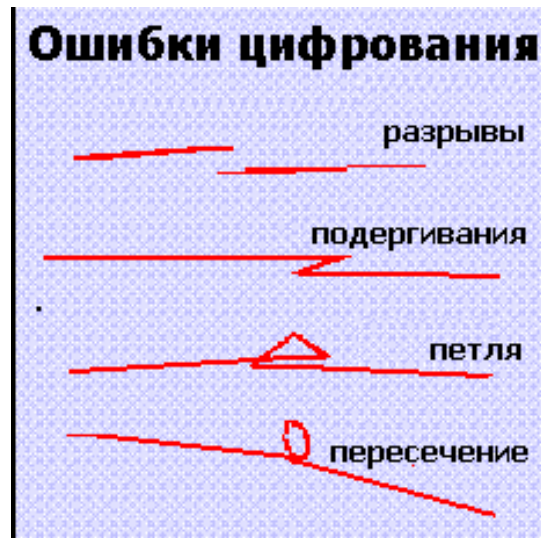 Ошибки цифрования
разрывы
подергивания
петля
пересечение